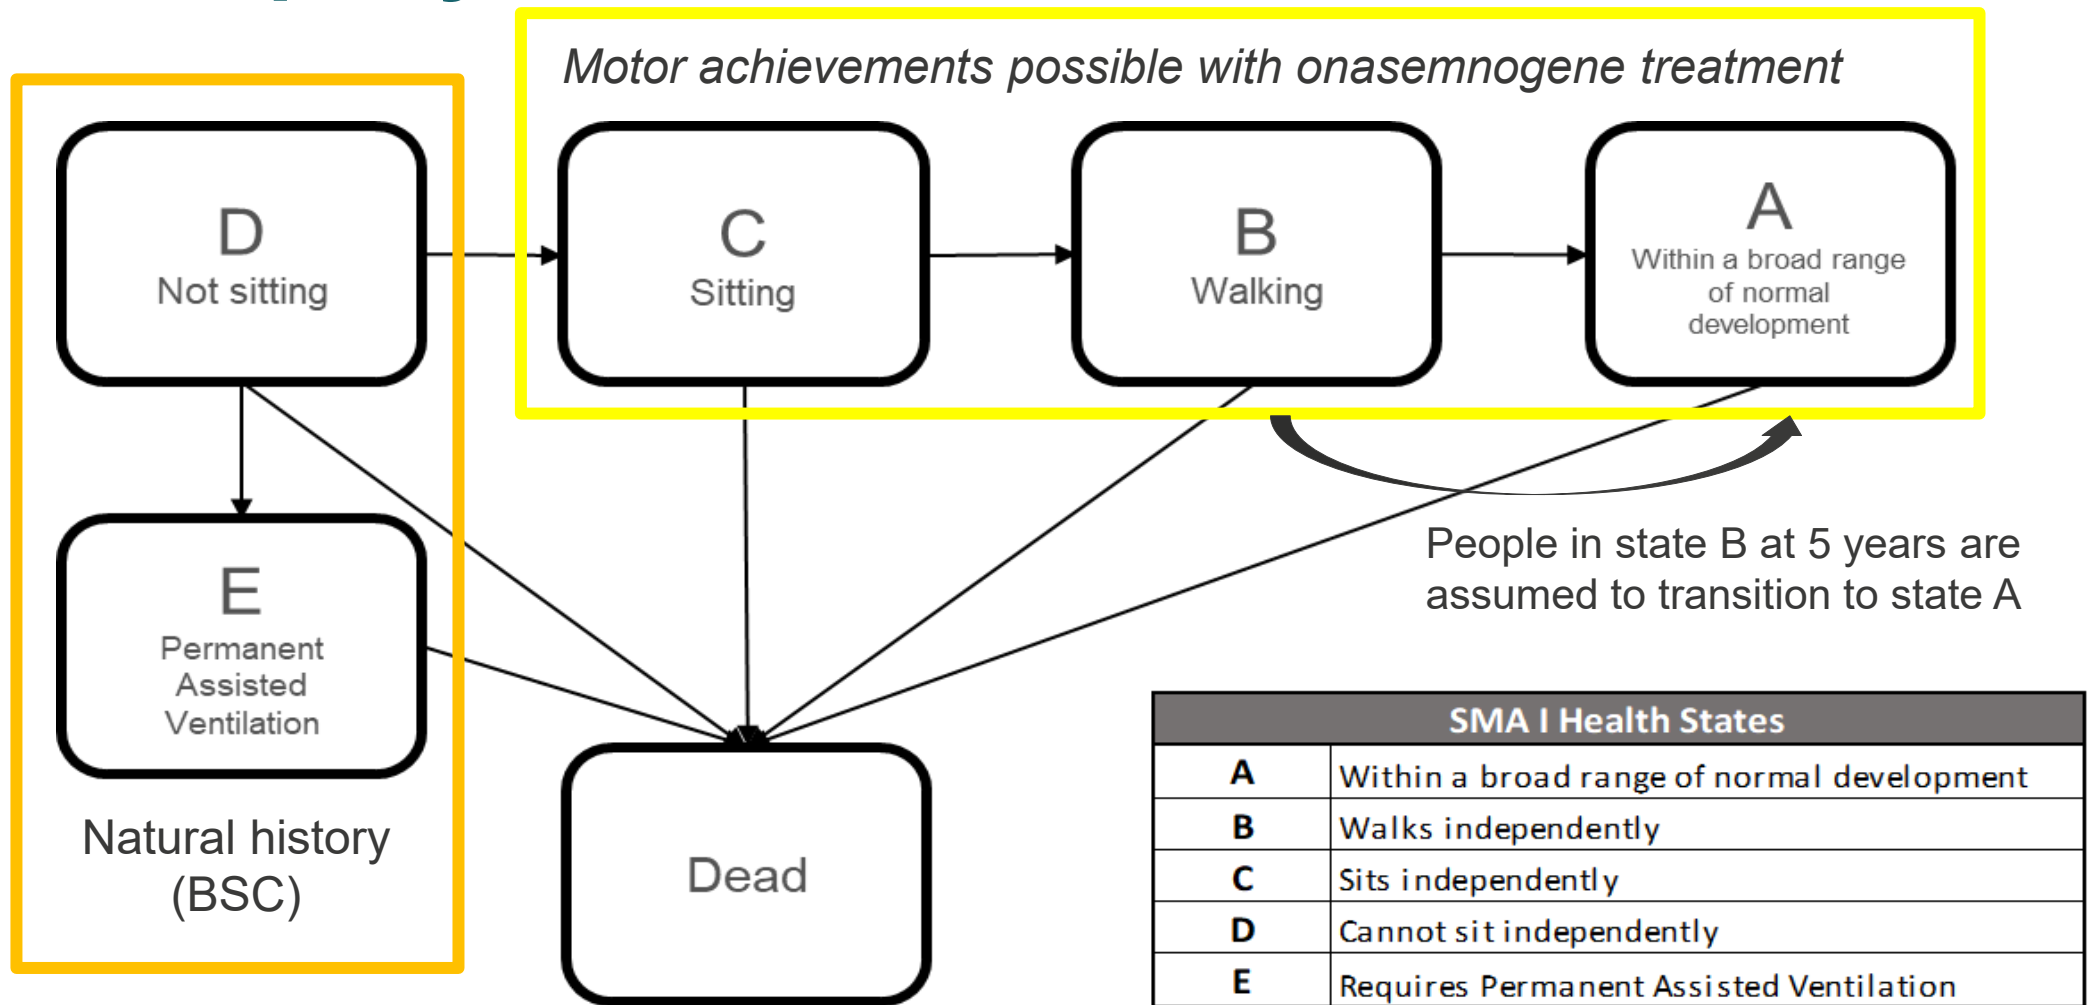 Motor achievements possible with onasemnogene treatment
D
Not sitting
C
Sitting
B
Walking
A
Within a broad range
of normal
development
E
Permanent
Assisted
Ventilation
Natural history
(BSC)
Dead
People in state B at 5 years are
assumed to transition to state A
SMA I Health States
A Within a broad range of normal development
B Walks independently
C Sits independently
D Cannot sit independently
E Requires Permanent Assisted Ventilation